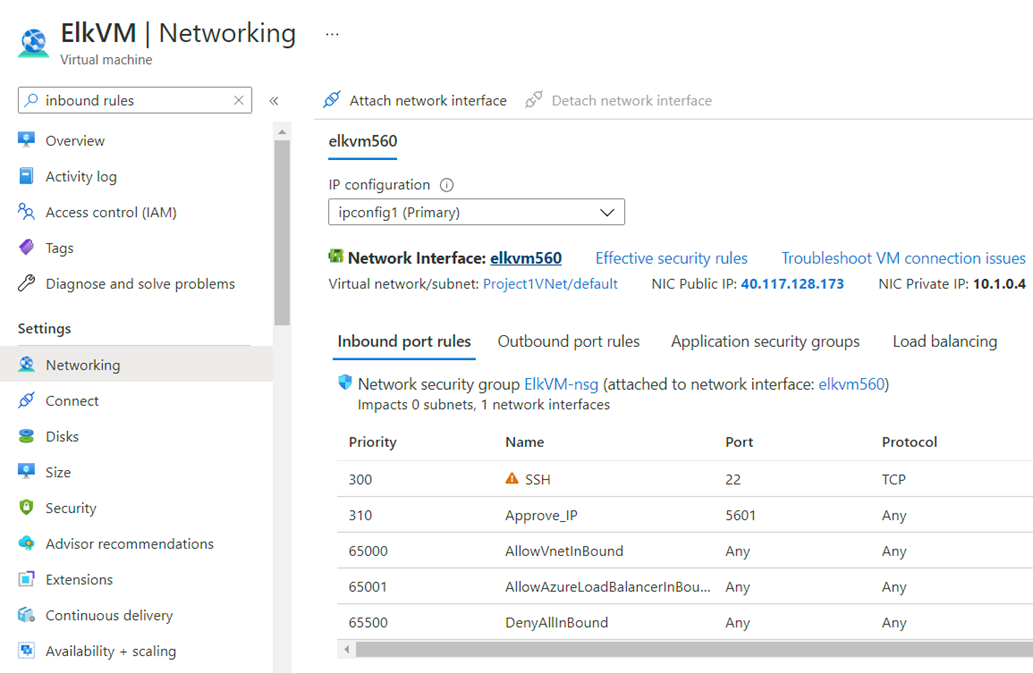 ElkVM | Networking ...
Virtual machine
inbound rules
Overview
Activity log
Access control (IAM)
Tags
Diagnose and solve problems
Settings
Networking
Connect
Disks
Size
Security
Advisor recommendations
Extensions
Continuous delivery
Availability + scaling
Attach network interface Detach network interface
elkvm560
IP configuration
ipconfig1 (Primary)
Network Interface: elkvm560 Effective security rules Troubleshoot VM connection issues
Virtual network/subnet: Project1VNet/default NIC Public IP: 40.117.128.173 NIC Private IP: 10.1.0.4
Inbound port rules Outbound port rules Application security groups Load balancing
Network security group ElkVM-nsg (attached to network interface: elkvm560)
Impacts 0 subnets, 1 network interfaces
Priority Name Port Protocol
300 SSH 22 TCP
310 Approve_IP 5601 Any
65000 AllowVnetInBound Any Any
65001 AllowAzureLoadBalancerInBou... Any Any
65500 DenyAllInBound Any Any